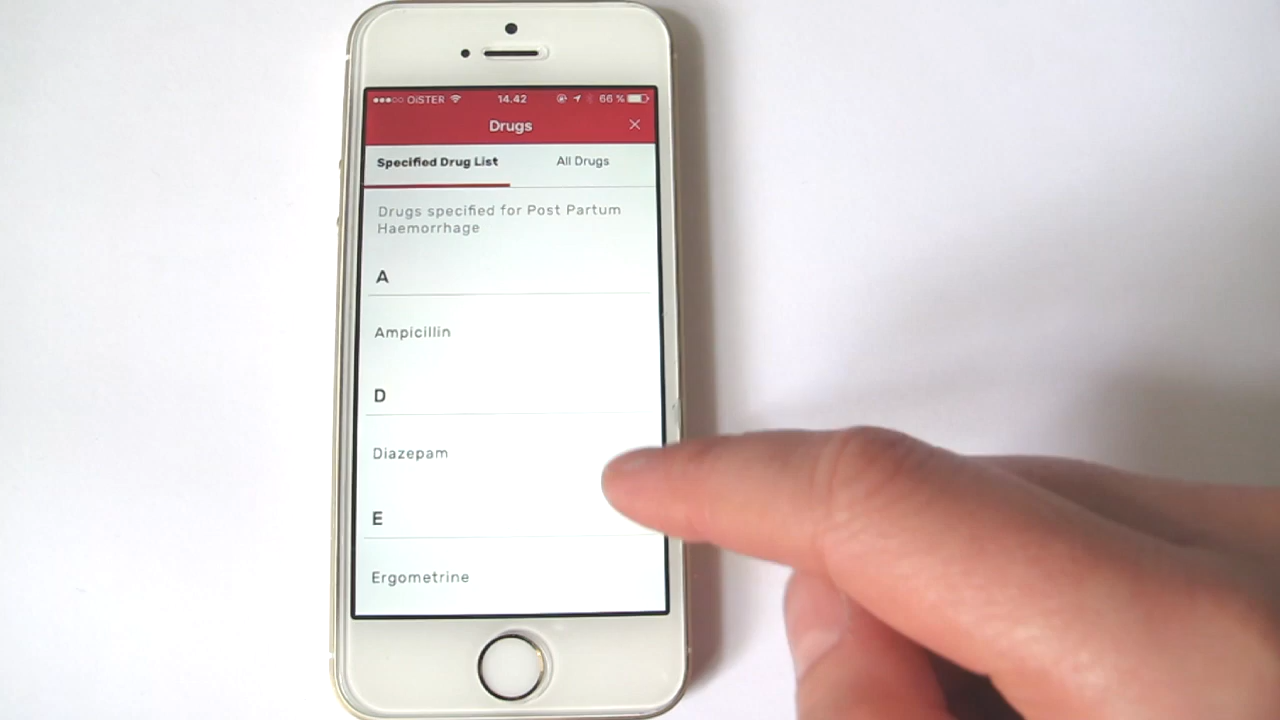 OiSTER 14.42 66 %
Drugs
Specified Drug List All Drugs
Drugs specified for Post Partum
Haemorrhage
A
Ampicillin
D
Diazepam
E
Ergometrine